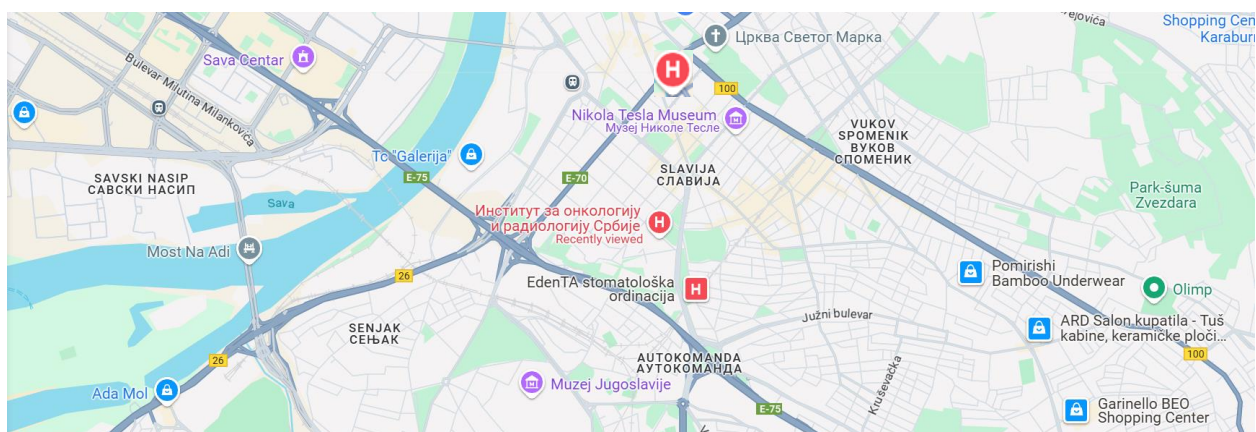 Shopping Cen
Karaburn
Црква Светог Марка
Sava Centar
Bulevar Milutina Milankovića
100
Nikola Tesla Museum
Музеј Николе Тесле
VUKOV
SPOMENIK
ВУКОВ
СПОМЕНИК
Tc "Galerija"
E-75
E-70
SLAVIJA
СЛАВИЈА
SAVSKI NASIP
САВСКИ НАСИП
Park-šuma
Zvezdara
Sava
Институт за онкологију
и радиологију Србије
Recently viewed
Most Na Adi
26
EdenTA stomatološka
ordinacija
Pomirishi
Bamboo Underwear
Olimp
Južni bulevar
ARD Salon kupatila - Tuš
kabine, keramičke ploči...
SENJAK
СЕЊАК
100
26
AUTOKOMANDA
АУТОКОМАНДА
Muzej Jugoslavije
Ada Mol
Kruševačka
E-75
Garinello BEO
Shopping Center
H
H
H